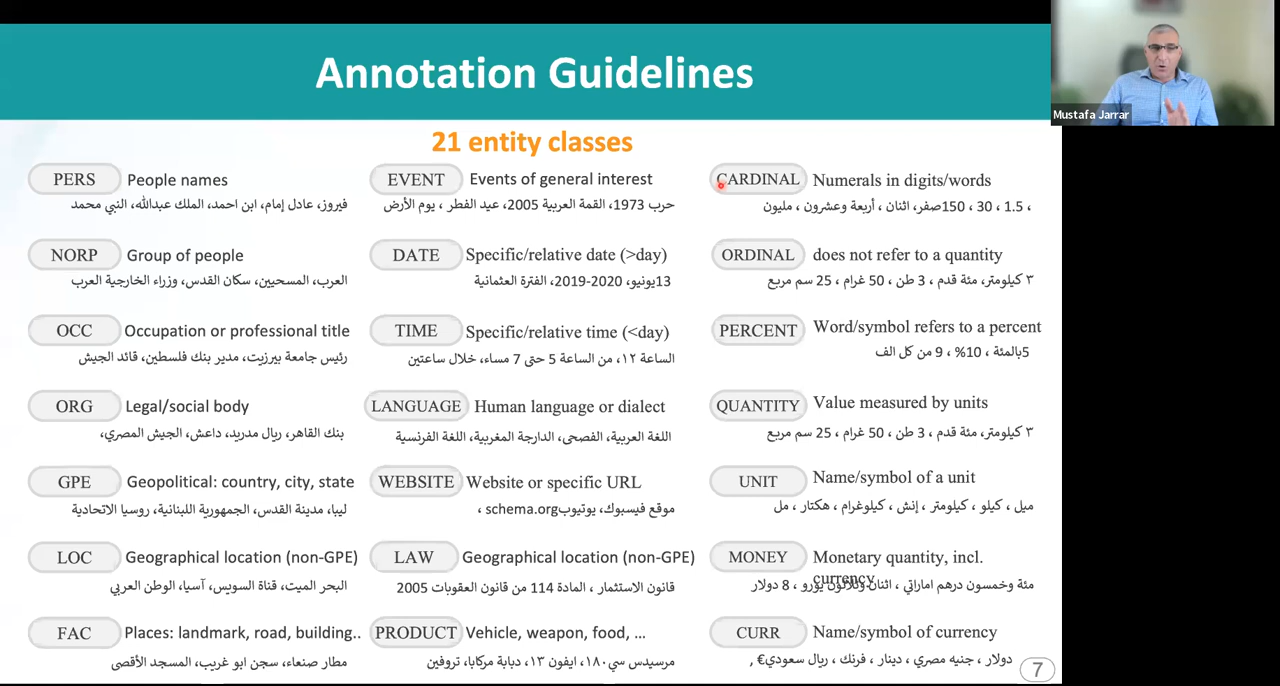 Annotation Guidelines
Mustafa Jarrar
21 entity classes
PERS People names
فيروز، عادل إمام، ابن احمد، الملك عبدالله، النبي محمد
NORP Group of people
العرب، المسحيين، سكان القدس، وزراء الخارجية العرب
OCC Occupation or professional title
رئيس جامعة بيرزيت، مدير بنك فلسطين، قائد الجيش
ORG Legal/social body
بنك القاهر، ريال مدريد، داعش، الجيش المصري،
GPE Geopolitical: country, city, state
ليبا، مدينة القدس، الجمهورية اللبنانية، روسيا الاتحادية
LOC Geographical location (non-GPE)
البحر الميت، قناة السويس، آسيا، الوطن العربي
FAC Places: landmark, road, building..
مطار صنعاء، سجن ابو غريب، المسجد الأقصى
EVENT Events of general interest
حرب 1973، القمة العربية 2005، عيد الفطر ، يوم الأرض
DATE Specific/relative date (>day)
13يونيو، 2020-2019، الفترة العثمانية
TIME Specific/relative time (<day)
الساعة ١٢، من الساعة 5 حتى 7 مساء، خلال ساعتين
LANGUAGE Human language or dialect
اللغة العربية، الفصحى، الدارجة المغربية، اللغة الفرنسية
WEBSITE Website or specific URL
موقع فيسبوك، يوتيوب،schema.org ،
LAW Geographical location (non-GPE)
قانون الاستثمار ، المادة 114 من قانون العقوبات 2005
PRODUCT Vehicle, weapon, food, ...
مرسيدس سي١٨٠، ايفون ١٣، دبابة مركابا، تروفين
CARDINAL Numerals in digits/words
، 1.5 ، 30 ، 150صفر، اثنان ، أربعة وعشرون ، مليون
ORDINAL does not refer to a quantity
٣ كيلومتر، مئة قدم ، 3 طن ، 50 غرام ، 25 سم مربع
PERCENT Word/symbol refers to a percent
5بالمئة ، 10% ، 9 من كل الف
QUANTITY Value measured by units
٣ كيلومتر، مئة قدم ، 3 طن ، 50 غرام ، 25 سم مربع
UNIT Name/symbol of a unit
ميل ، كيلو ، كيلومتر ، إنش ، كيلوغرام ، هكتار ، مل
MONEY Monetary quantity, incl.
currency
مئة وخمسون درهم اماراتي ، اثنان وثلاثون يورو ، 8 دولار
CURR Name/symbol of currency
دولار ، جنيه مصري ، دينار ، فرنك ، ريال سعودي€ ,
7